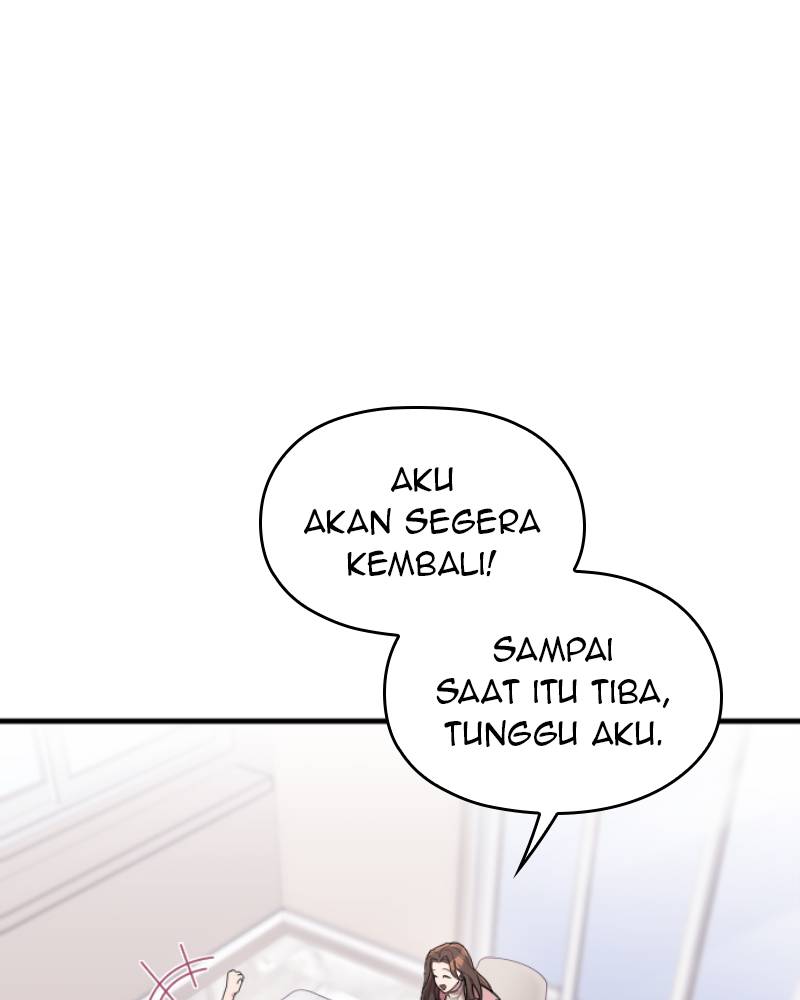 AKU
AKAN SEGERA
KEMBALI!
SAMPAI
SAAT ITU TIBA,
TUNGGU AKU.